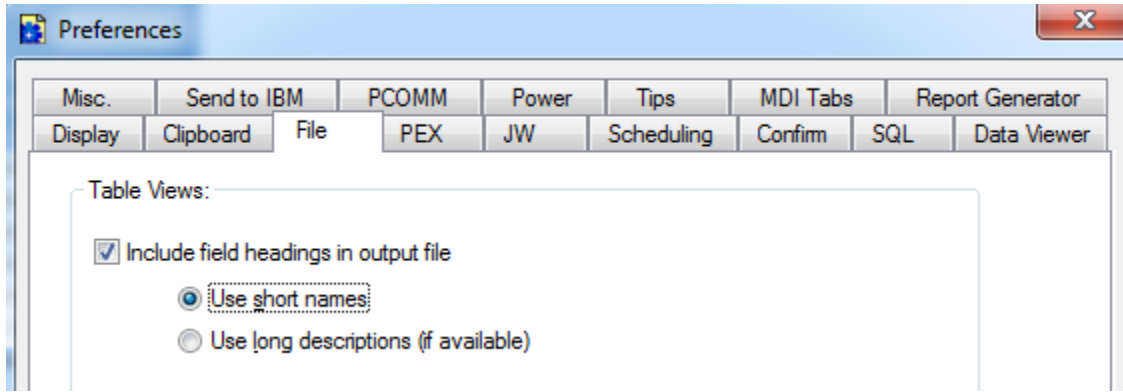 Preferences
Misc. Send to IBM PCOMM Power Tips MDI Tabs Report Generator
Display Clipboard File PEX JW Scheduling Confirm SQL Data Viewer
Table Views:
Include field headings in output file
Use short names
Use long descriptions (if available)